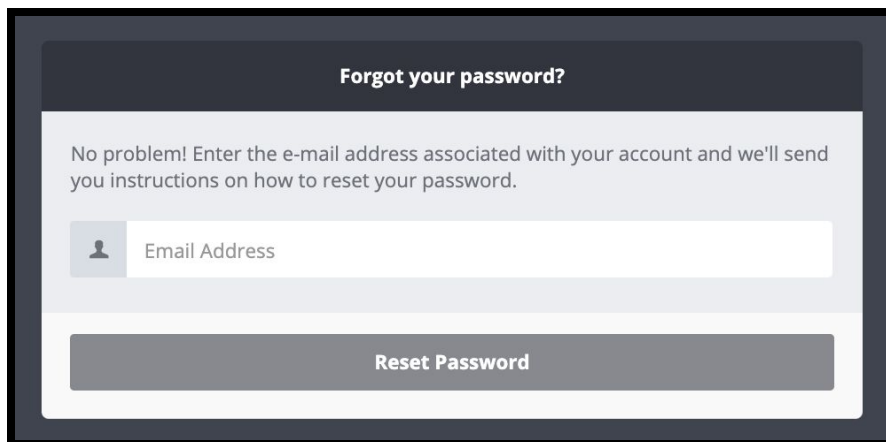 Forgot your password?
No problem! Enter the e-mail address associated with your account and we'll send
you instructions on how to reset your password.
Email Address
Reset Password